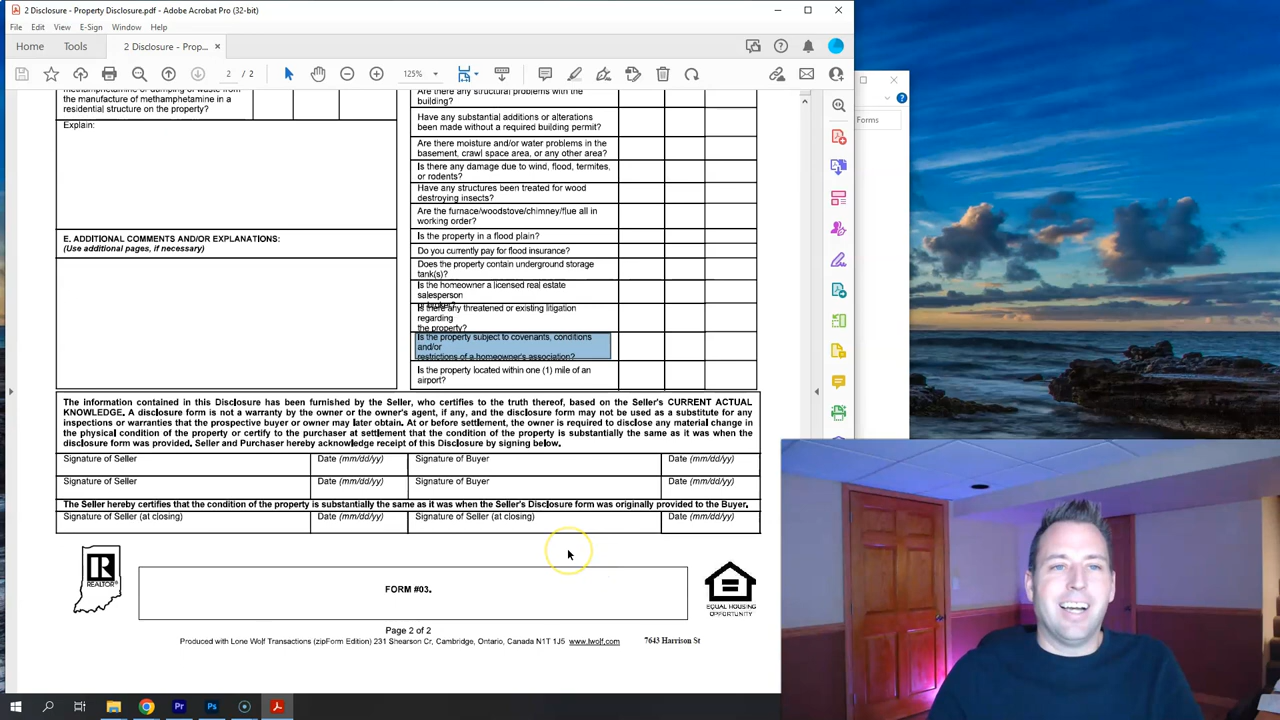 2 Disclosure - Property Disclosure.pdf - Adobe Acrobat Pro (32-bit)
File Edit View E-Sign Window Help
Home Tools 2 Disclosure - Prop... ×
2 / 2 125%
Forms
methamphetamine or dumping of waste from
the manufacture of methamphetamine in a
residential structure on the property?
Explain:
E. ADDITIONAL COMMENTS AND/OR EXPLANATIONS:
(Use additional pages, if necessary)
Are there any structural problems with the
building?
Have any substantial additions or alterations
been made without a required building permit?
Are there moisture and/or water problems in the
basement, crawl space area, or any other area?
Is there any damage due to wind, flood, termites,
or rodents?
Have any structures been treated for wood
destroying insects?
Are the furnace/woodstove/chimney/flue all in
working order?
Is the property in a flood plain?
Do you currently pay for flood insurance?
Does the property contain underground storage
tank(s)?
Is the homeowner a licensed real estate
salesperson
or broker?
Is there any threatened or existing litigation
regarding
the property?
Is the property subject to covenants, conditions
and/or
restrictions of a homeowner's association?
Is the property located within one (1) mile of an
airport?
The information contained in this Disclosure has been furnished by the Seller, who certifies to the truth thereof, based on the Seller's CURRENT ACTUAL
KNOWLEDGE. A disclosure form is not a warranty by the owner or the owner's agent, if any, and the disclosure form may not be used as a substitute for any
inspections or warranties that the prospective buyer or owner may later obtain. At or before settlement, the owner is required to disclose any material change in
the physical condition of the property or certify to the purchaser at settlement that the condition of the property is substantially the same as it was when the
disclosure form was provided. Seller and Purchaser hereby acknowledge receipt of this Disclosure by signing below.
Signature of Seller Date (mm/dd/yy) Signature of Buyer Date (mm/dd/yy)
Signature of Seller Date (mm/dd/yy) Signature of Buyer Date (mm/dd/yy)
The Seller hereby certifies that the condition of the property is substantially the same as it was when the Seller's Disclosure form was originally provided to the Buyer.
Signature of Seller (at closing) Date (mm/dd/yy) Signature of Seller (at closing) Date (mm/dd/yy)
R
REALTOR®
FORM #03.
EQUAL HOUSING
OPPORTUNITY
Page 2 of 2
Produced with Lone Wolf Transactions (zipForm Edition) 231 Shearson Cr. Cambridge, Ontario, Canada N1T 1J5 www.lwolf.com 7643 Harrison St
Pr
Ps